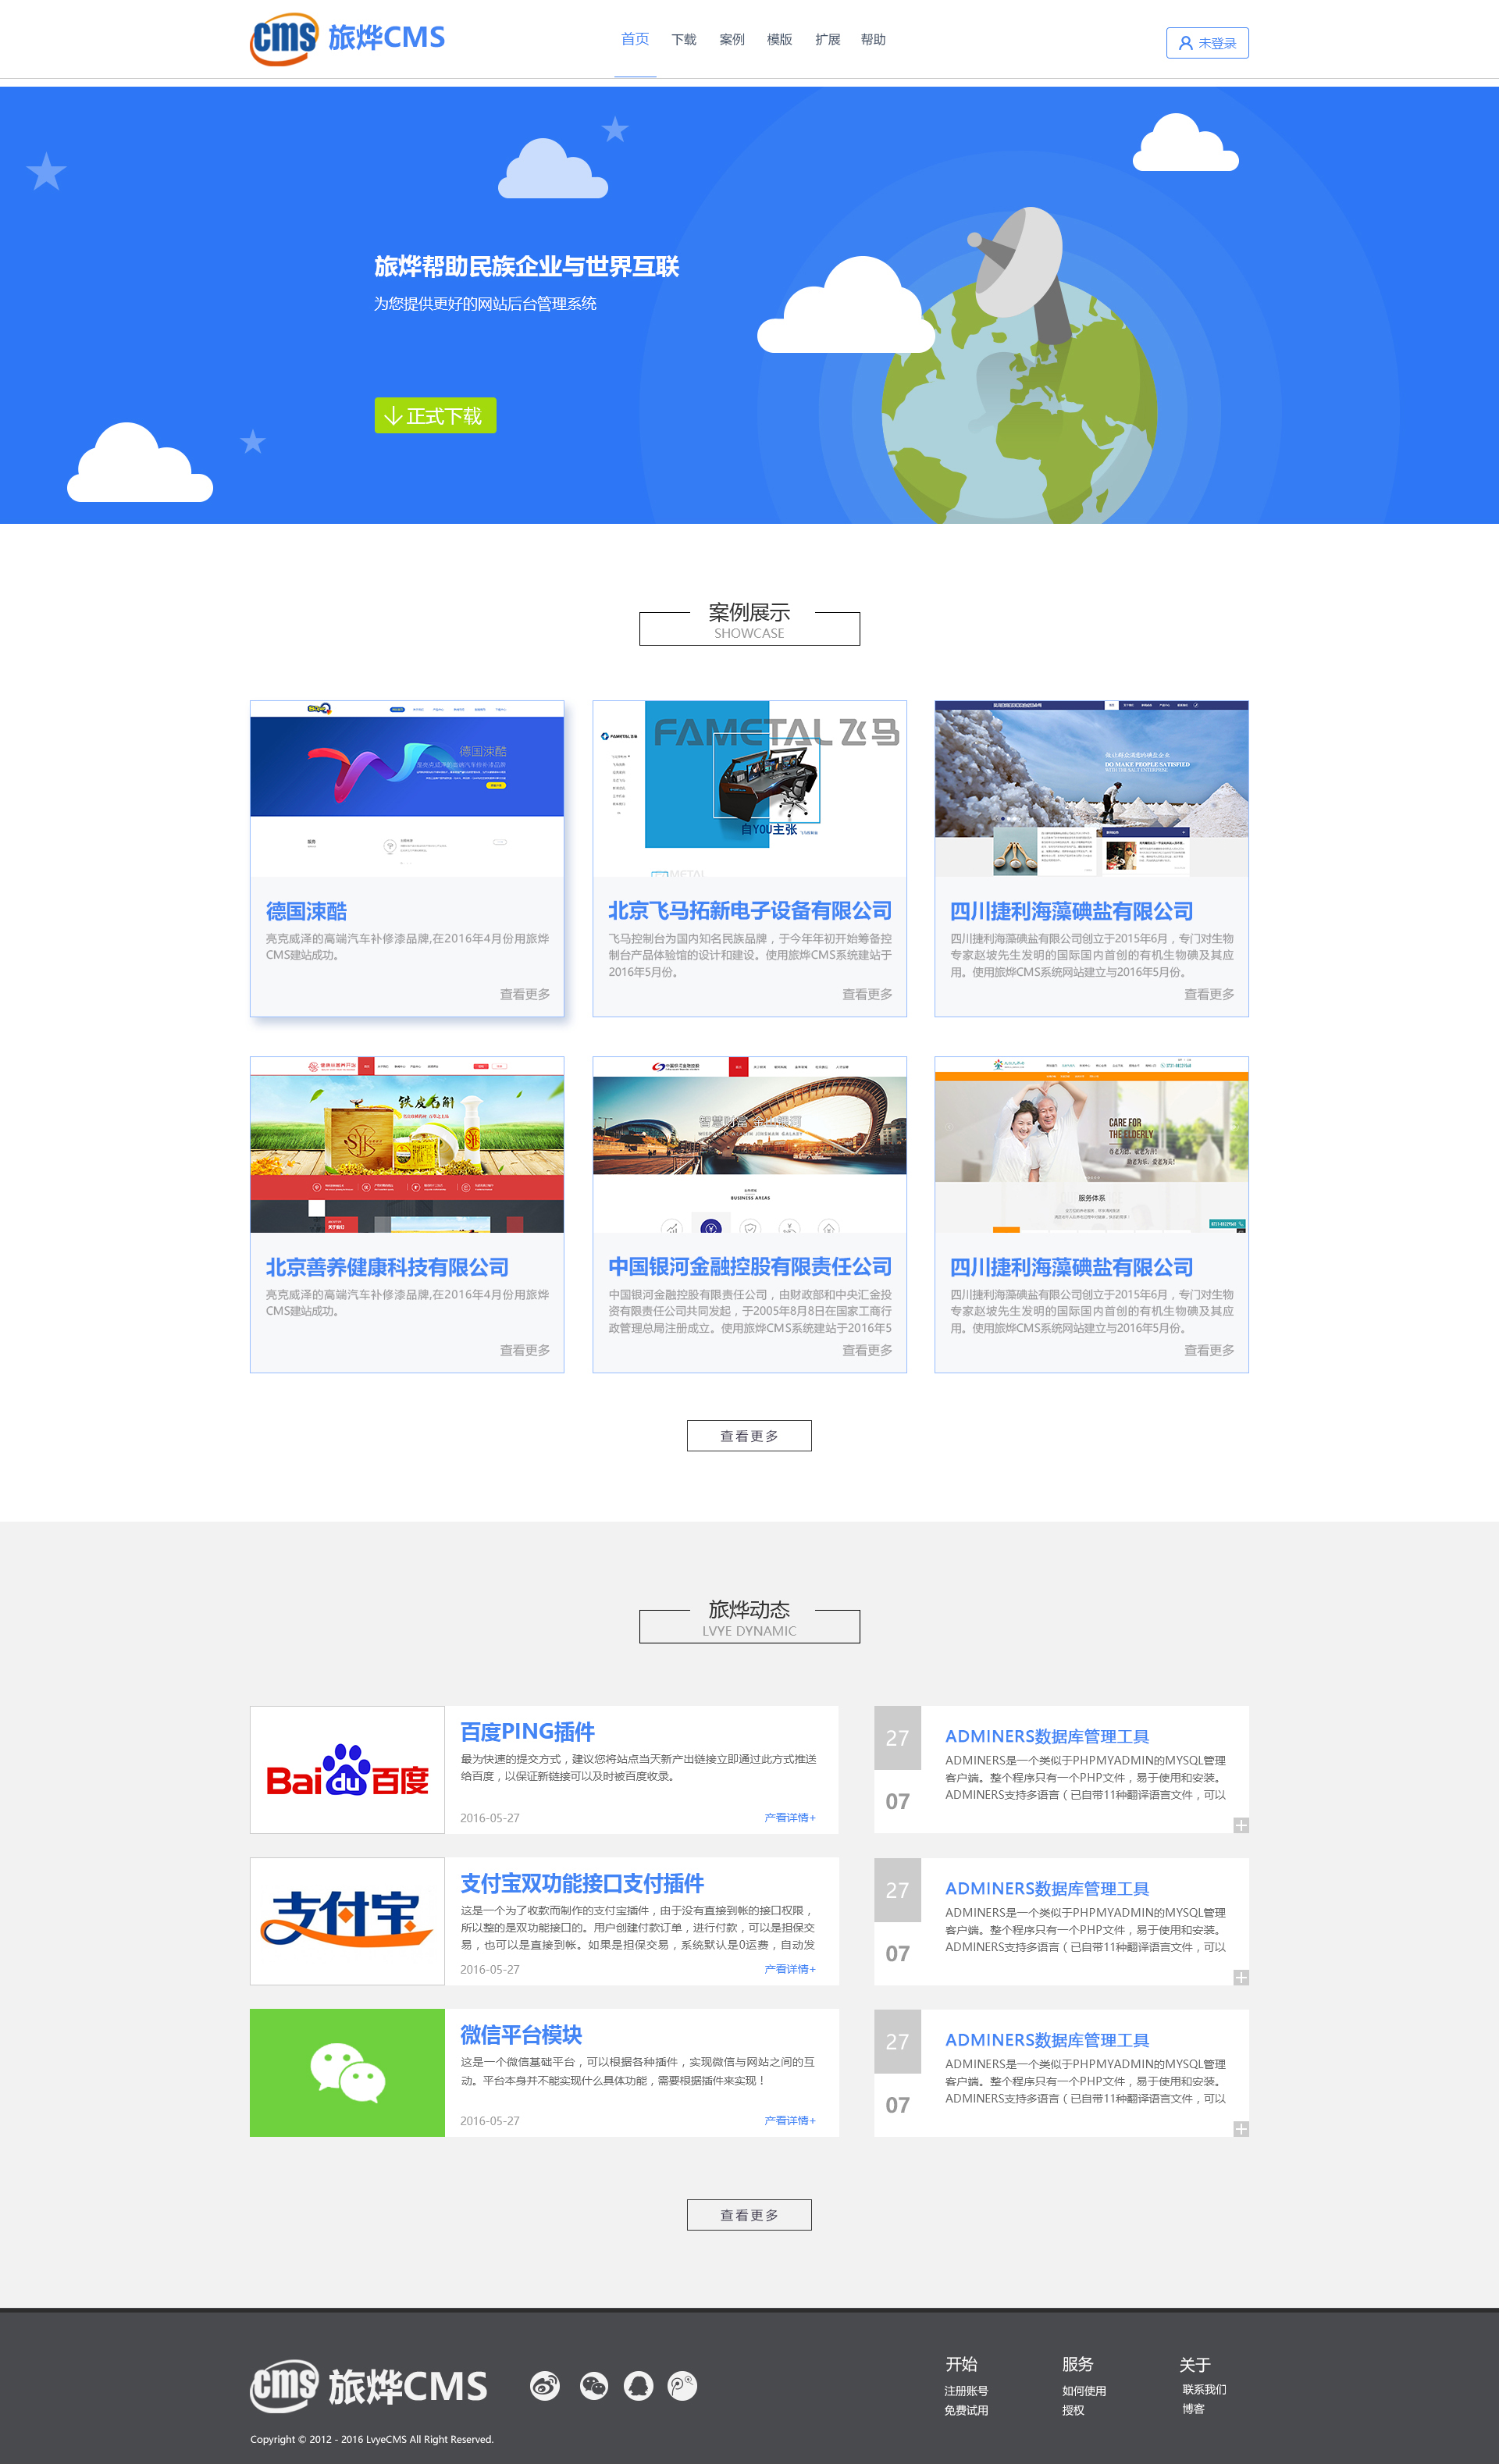 cms 旅烨CMS
首页 下载 案例 模版 扩展 帮助
未登录
旅烨帮助民族企业与世界互联
为您提供更好的网站后台管理系统
正式下载
案例展示
SHOWCASE
德国涑酷
FAMETAL 飞马
FAMETAL
自YOU主张
DO MAKE PEOPLE SATISFIED
WITH THE SALT ENTERPRISE
德国涑酷
亮克威泽的高端汽车补修漆品牌,在2016年4月份用旅烨
CMS建站成功。
查看更多
北京飞马拓新电子设备有限公司
飞马控制台为国内知名民族品牌，于今年年初开始筹备控
制台产品体验馆的设计和建设。使用旅烨CMS系统建站于
2016年5月份。
查看更多
四川捷利海藻碘盐有限公司
四川捷利海藻碘盐有限公司创立于2015年6月，专门对生物
专家赵坡先生发明的国际国内首创的有机生物碘及其应
用。使用旅烨CMS系统网站建立与2016年5月份。
查看更多
铁皮石斛
智慧财富 金山银河
BUSINESS AREAS
CARE FOR
THE ELDERLY
服务体系
北京善养健康科技有限公司
亮克威泽的高端汽车补修漆品牌,在2016年4月份用旅烨
CMS建站成功。
查看更多
中国银河金融控股有限责任公司
中国银河金融控股有限责任公司，由财政部和中央汇金投
资有限责任公司共同发起，于2005年8月8日在国家工商行
政管理总局注册成立。使用旅烨CMS系统建站于2016年5
查看更多
四川捷利海藻碘盐有限公司
四川捷利海藻碘盐有限公司创立于2015年6月，专门对生物
专家赵坡先生发明的国际国内首创的有机生物碘及其应
用。使用旅烨CMS系统网站建立与2016年5月份。
查看更多
查看更多
旅烨动态
LVYE DYNAMIC
Bai du 百度
百度PING插件
最为快速的提交方式，建议您将站点当天新产出链接立即通过此方式推送
给百度，以保证新链接可以及时被百度收录。
2016-05-27 产看详情+
27
07
ADMINERS数据库管理工具
ADMINERS是一个类似于PHPMYADMIN的MYSQL管理
客户端。整个程序只有一个PHP文件，易于使用和安装。
ADMINERS支持多语言（已自带11种翻译语言文件，可以
支付宝
支付宝双功能接口支付插件
这是一个为了收款而制作的支付宝插件，由于没有直接到帐的接口权限，
所以整的是双功能接口的。用户创建付款订单，进行付款，可以是担保交
易，也可以是直接到帐。如果是担保交易，系统默认是0运费，自动发
2016-05-27 产看详情+
27
07
ADMINERS数据库管理工具
ADMINERS是一个类似于PHPMYADMIN的MYSQL管理
客户端。整个程序只有一个PHP文件，易于使用和安装。
ADMINERS支持多语言（已自带11种翻译语言文件，可以
微信平台模块
这是一个微信基础平台，可以根据各种插件，实现微信与网站之间的互
动。平台本身并不能实现什么具体功能，需要根据插件来实现！
2016-05-27 产看详情+
27
07
ADMINERS数据库管理工具
ADMINERS是一个类似于PHPMYADMIN的MYSQL管理
客户端。整个程序只有一个PHP文件，易于使用和安装。
ADMINERS支持多语言（已自带11种翻译语言文件，可以
查看更多
cms 旅烨CMS
开始 服务 关于
注册账号 如何使用 联系我们
免费试用 授权 博客
Copyright © 2012 - 2016 LvyeCMS All Right Reserved.